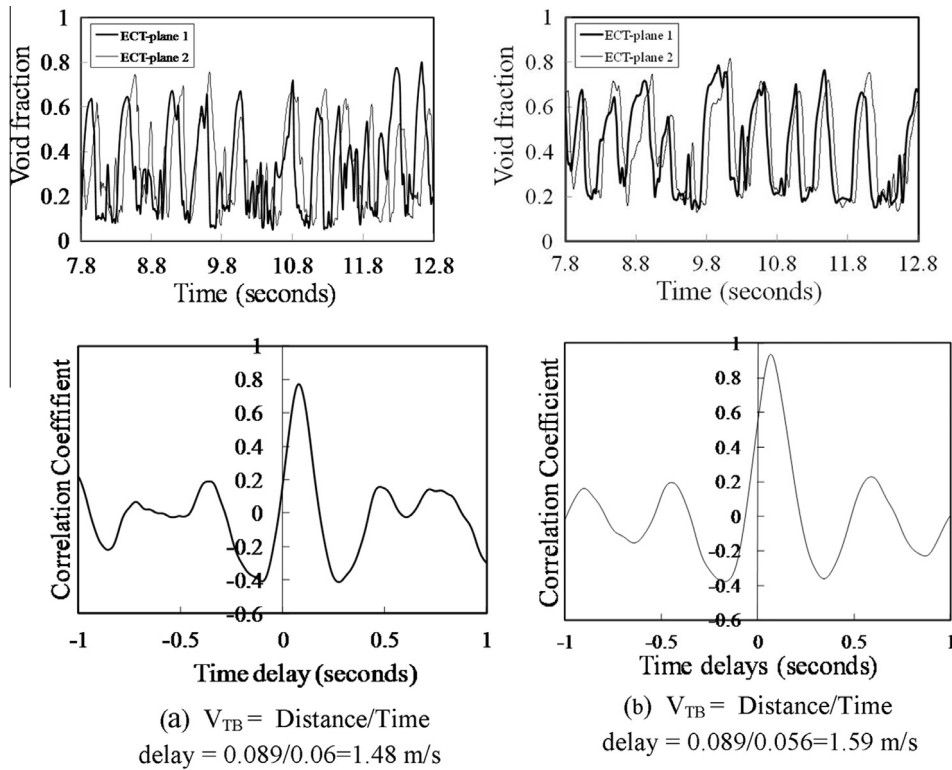 1
0.8
0.6
0.4
0.2
0
Void fraction
ECT-plane 1
ECT-plane 2
7.8 8.8 9.8 10.8 11.8 12.8
Time (seconds)
1
0.8
0.6
0.4
0.2
0
Void fraction
ECT-plane 1
ECT-plane 2
7.8 8.8 9.8 10.8 11.8 12.8
Time (seconds)
Correlation Coeffifient
1
0.8
0.6
0.4
0.2
0
-0.2
-0.4
-0.6
-1 -0.5 0 0.5 1
Time delay (seconds)
(a) VTB = Distance/Time
delay = 0.089/0.06=1.48 m/s
Correlation Coefficient
1
0.8
0.6
0.4
0.2
0
-0.2
-0.4
-0.6
-1 -0.5 0 0.5 1
Time delays (seconds)
(b) VTB = Distance/Time
delay = 0.089/0.056=1.59 m/s